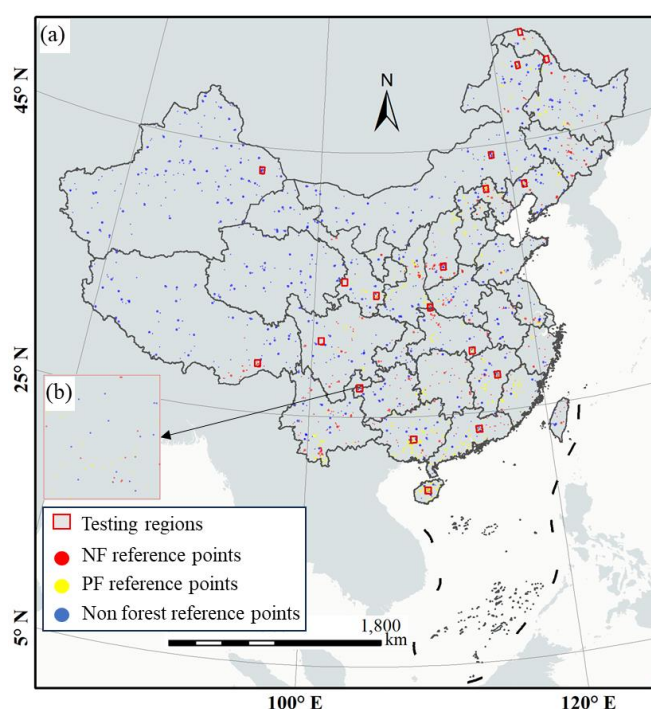 (a)
45° N
N
25° N
(b)
Testing regions
NF reference points
PF reference points
Non forest reference points
5° N
1,800
km
100° E
120° E